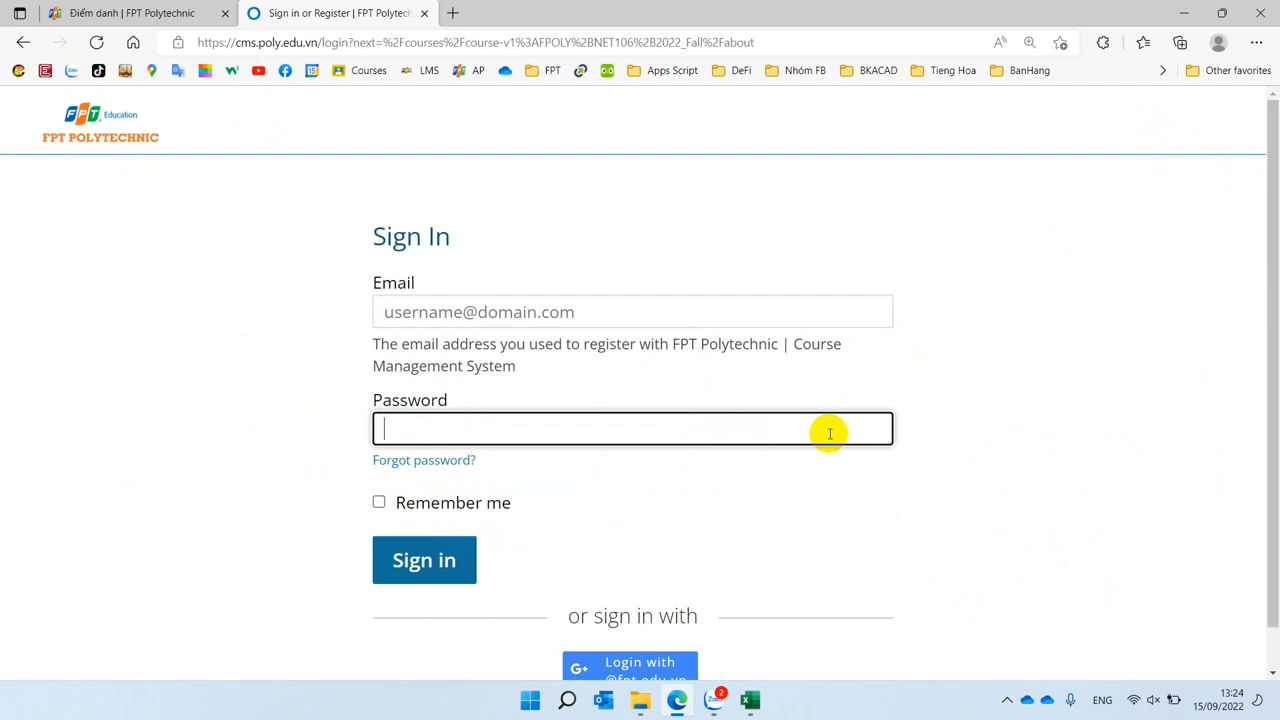 Điểm danh | FPT Polytechnic
Sign in or Register | FPT Polytech
https://cms.poly.edu.vn/login?next=%2Fcourses%2Fcourse-v1%3AFPOLY%2BNET106%2B2022_Fall%2Fabout
Courses LMS AP FPT Apps Script DeFi Nhóm FB BKACAD Tieng Hoa BanHang Other favorites
FPT Education
FPT POLYTECHNIC
Sign In
Email
username@domain.com
The email address you used to register with FPT Polytechnic | Course
Management System
Password
Forgot password?
Remember me
Sign in
or sign in with
G+ Login with
@fpt.edu.vn
2
ENG
13:24
15/09/2022